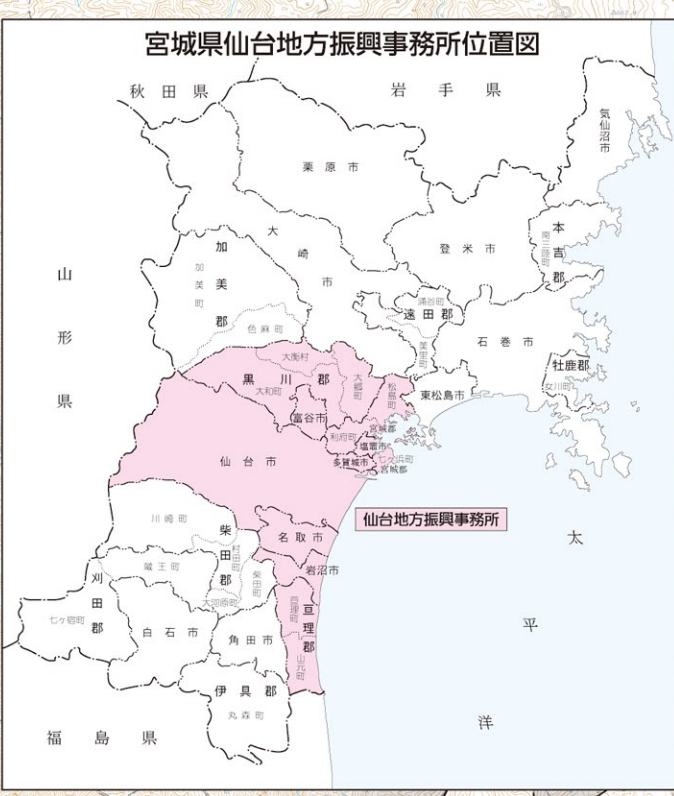 宮城県仙台地方振興事務所位置図
秋田県
岩手県
気仙沼市
栗原市
本吉郡
南三陸町
登米市
大崎市
加美郡
加美町
色麻町
山形県
涌谷町
遠田郡
美里町
石巻市
牡鹿郡
女川町
東松島市
大衡村
黒川郡
大和町
大郷町
松島町
富谷市
宮城郡
利府町
塩竈市
七ヶ浜町
多賀城市
宮城郡
仙台市
仙台地方振興事務所
川崎町
柴田郡
村田町
名取市
太平洋
蔵王町
刈田郡
柴田町
岩沼市
大河原町
亘理町
亘理郡
七ヶ宿町
白石市
角田市
山元町
伊具郡
丸森町
福島県